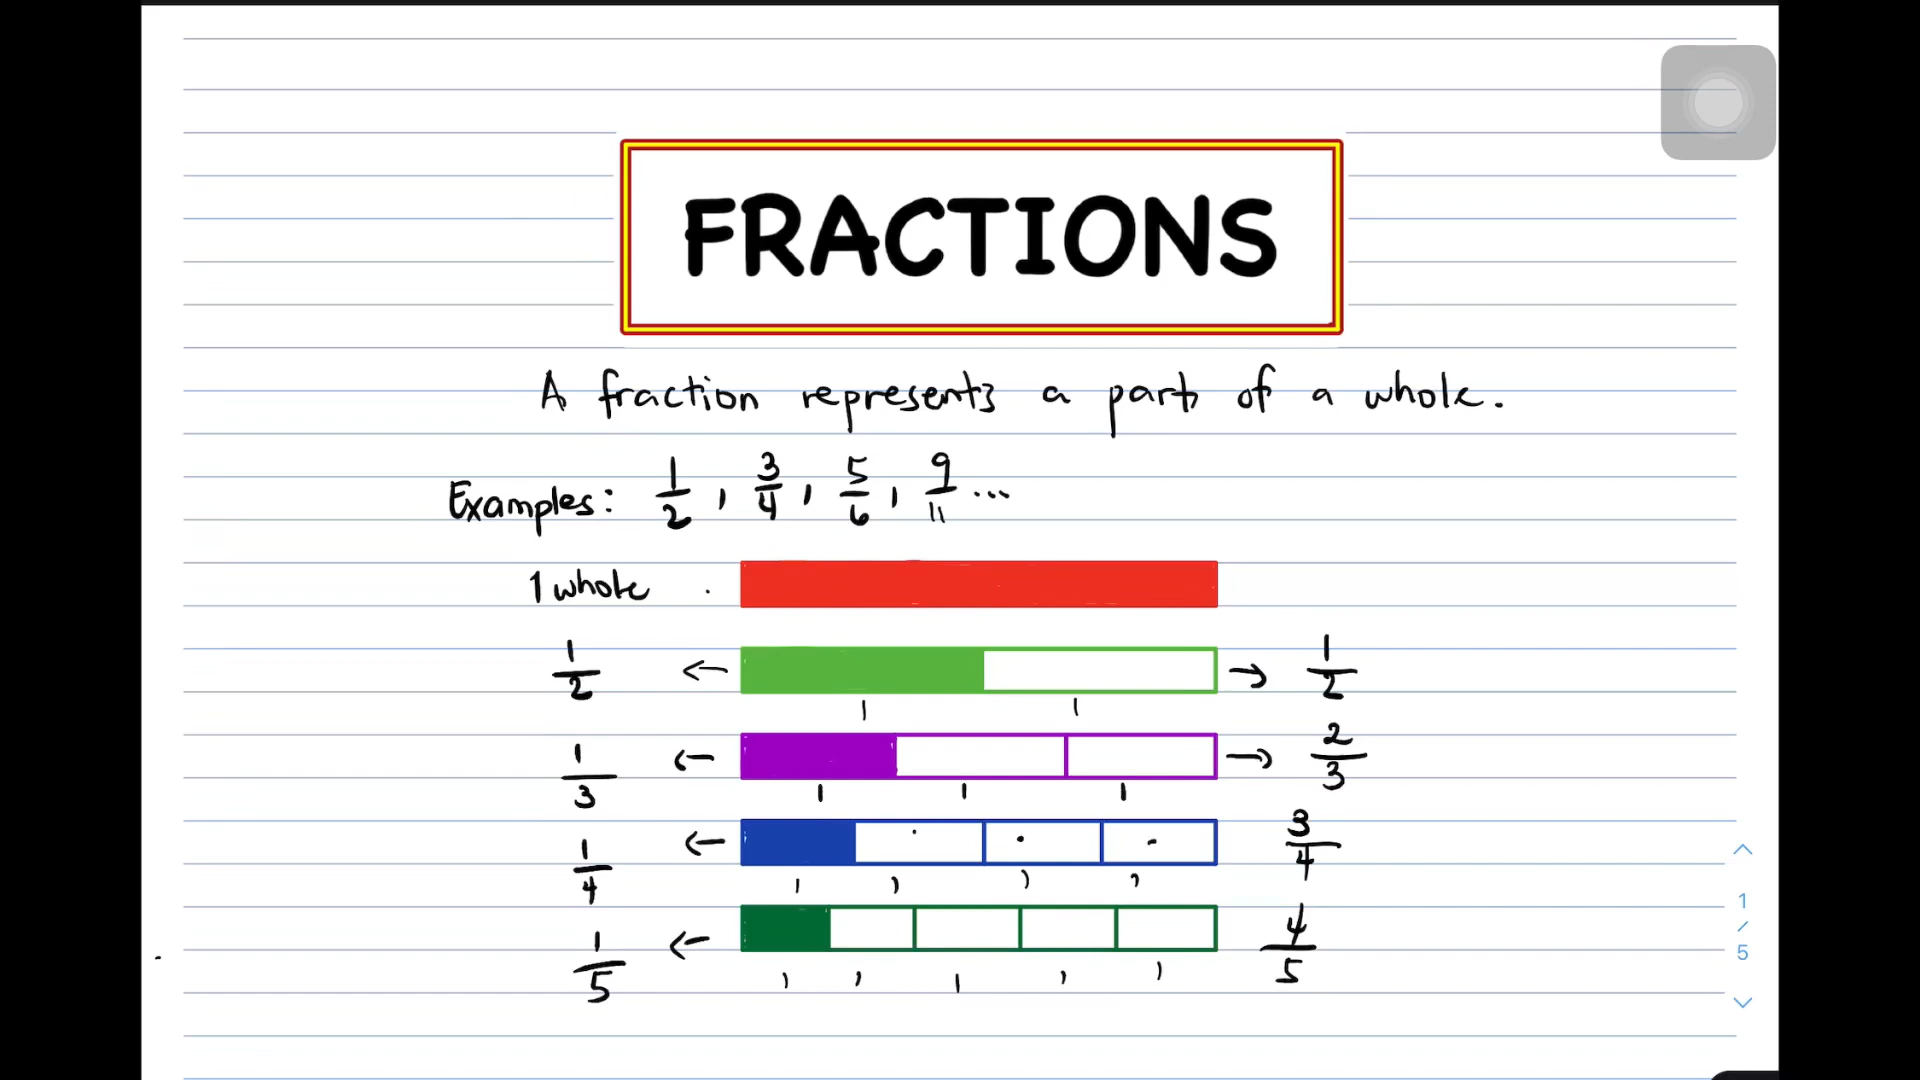 FRACTIONS
A fraction represents a part of a whole.
Examples: 1/2 , 3/4 , 5/6 , 9/11 ...
1 whole
1/2 ← → 1/2
1/3 ← → 2/3
1/4 ← 3/4
1/5 ← 4/5
1/5